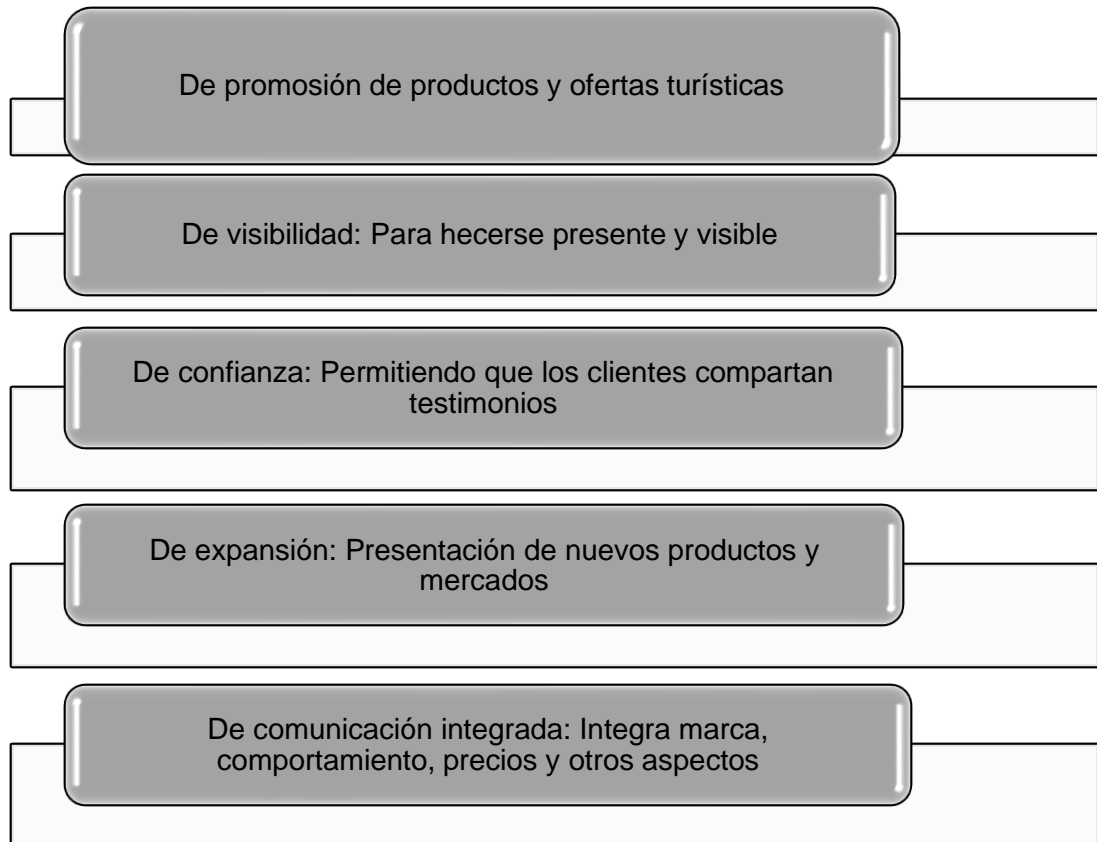 De promosión de productos y ofertas turísticas
De visibilidad: Para hecerse presente y visible
De confianza: Permitiendo que los clientes compartan
testimonios
De expansión: Presentación de nuevos productos y
mercados
De comunicación integrada: Integra marca,
comportamiento, precios y otros aspectos